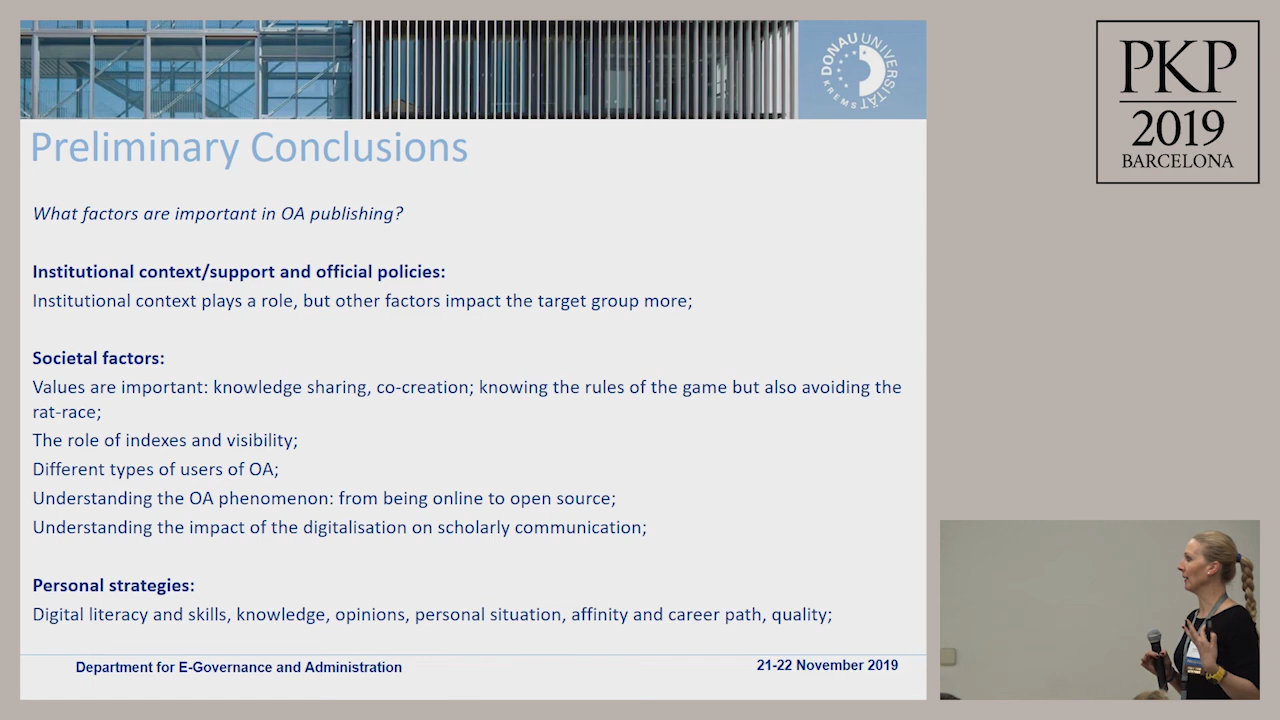 DONAU UNIVERSITÄT
KREMS
PKP
2019
BARCELONA
Preliminary Conclusions
What factors are important in OA publishing?
Institutional context/support and official policies:
Institutional context plays a role, but other factors impact the target group more;
Societal factors:
Values are important: knowledge sharing, co-creation; knowing the rules of the game but also avoiding the
rat-race;
The role of indexes and visibility;
Different types of users of OA;
Understanding the OA phenomenon: from being online to open source;
Understanding the impact of the digitalisation on scholarly communication;
Personal strategies:
Digital literacy and skills, knowledge, opinions, personal situation, affinity and career path, quality;
Department for E-Governance and Administration
21-22 November 2019